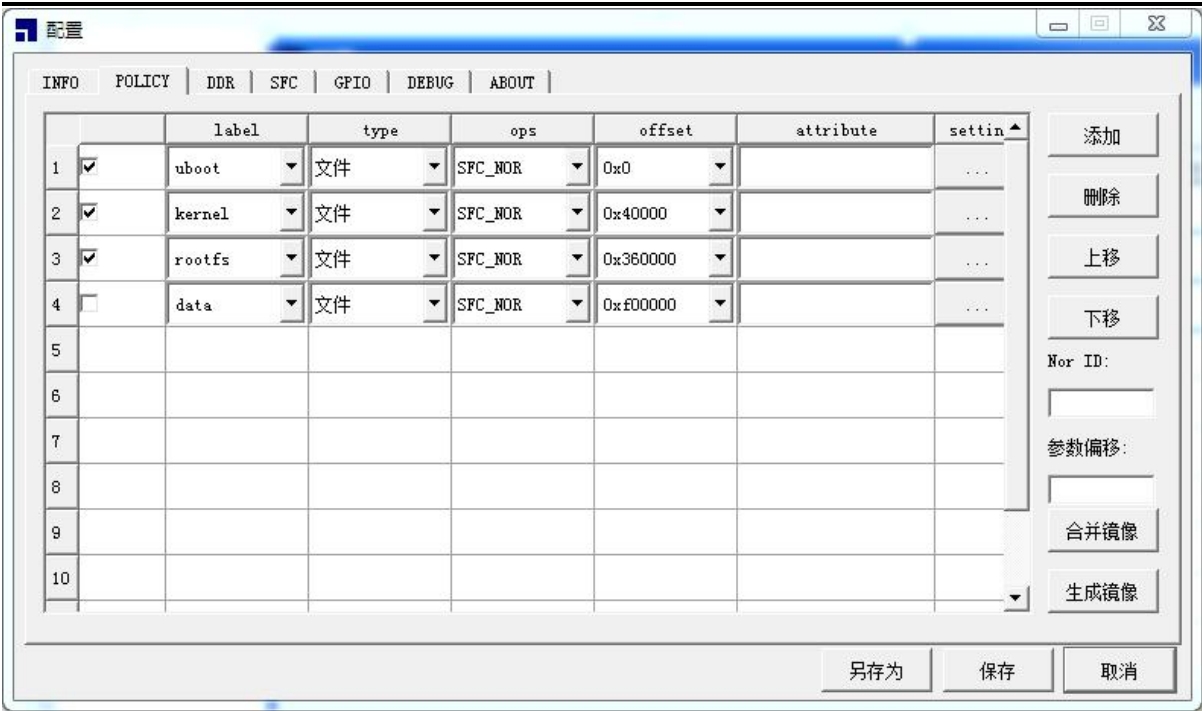 配置
INFO POLICY DDR SFC GPIO DEBUG ABOUT
label type ops offset attribute settin
1 uboot 文件 SFC_NOR 0x0 ...
2 kernel 文件 SFC_NOR 0x40000 ...
3 rootfs 文件 SFC_NOR 0x360000 ...
4 data 文件 SFC_NOR 0xf00000 ...
5
6
7
8
9
10
添加
删除
上移
下移
Nor ID:
参数偏移:
合并镜像
生成镜像
另存为 保存 取消